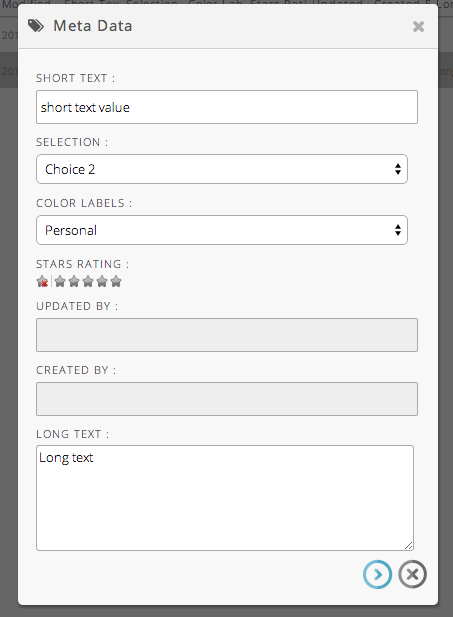 Modified Short Tex Selection Color Lab Stars Rati Updated Created E Lon
201
Meta Data
201
SHORT TEXT :
short text value
SELECTION :
Choice 2
COLOR LABELS :
Personal
STARS RATING :
UPDATED BY :
CREATED BY :
LONG TEXT :
Long text